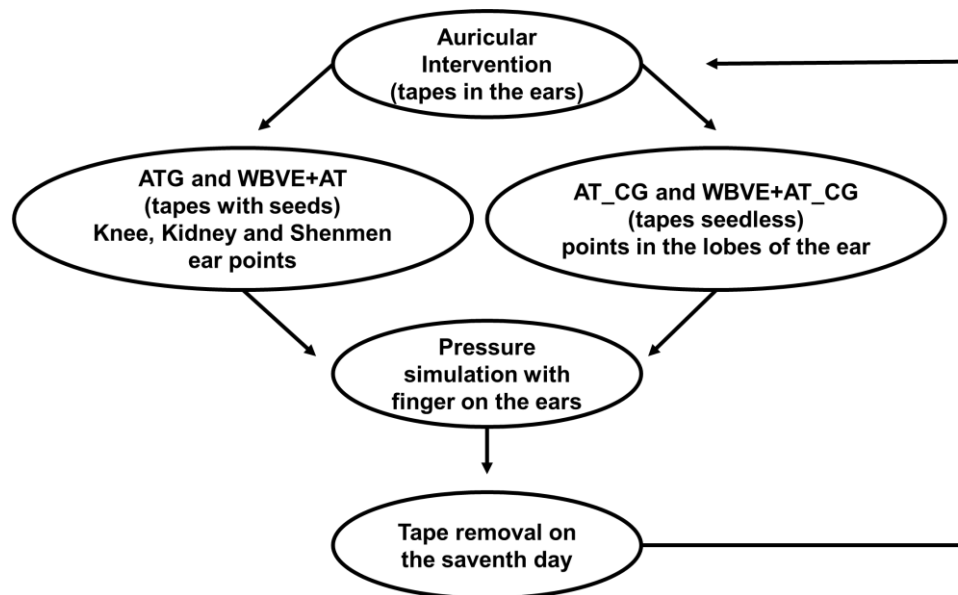 Auricular
Intervention
(tapes in the ears)
ATG and WBVE+AT
(tapes with seeds)
Knee, Kidney and Shenmen
ear points
AT_CG and WBVE+AT_CG
(tapes seedless)
points in the lobes of the ear
Pressure
simulation with
finger on the ears
Tape removal on
the saventh day